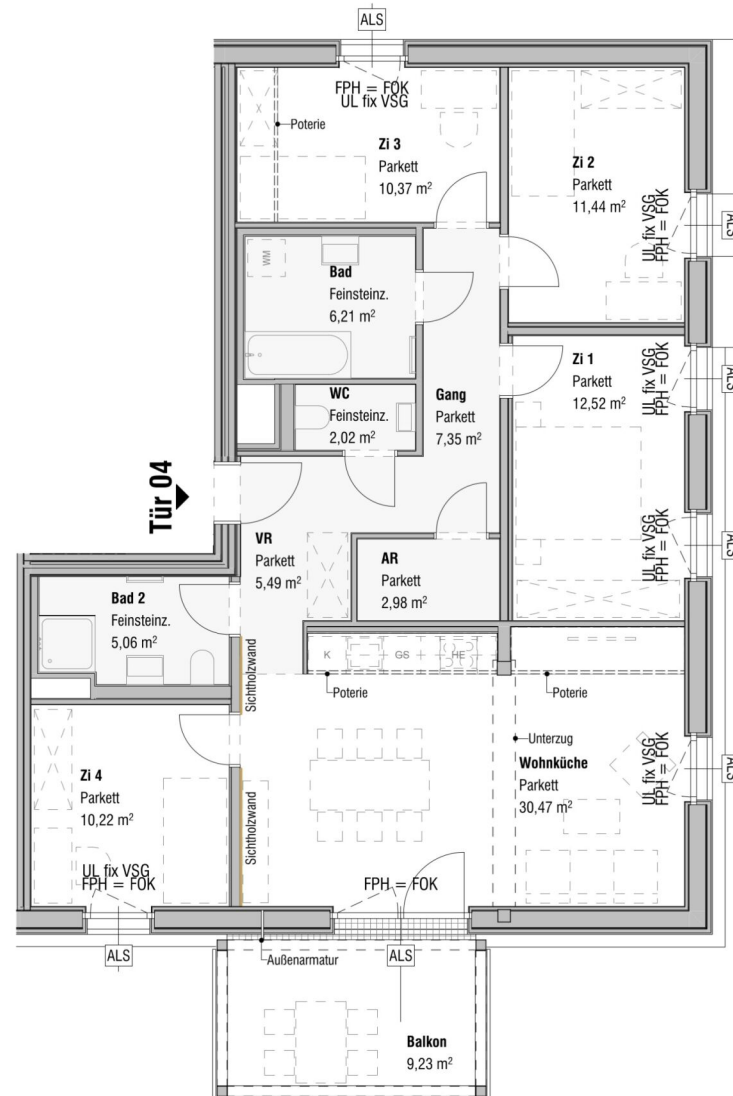 ALS
FPH = FOK
UL fix VSG
Poterie
Zi 3
Parkett
10,37 m²
Zi 2
Parkett
11,44 m²
UL fix VSG
FPH = FOK
ALS
WM
Bad
Feinsteinz.
6,21 m²
Zi 1
Parkett
12,52 m²
UL fix VSG
FPH = FOK
ALS
WC
Feinsteinz.
2,02 m²
Gang
Parkett
7,35 m²
Tür 04
VR
Parkett
5,49 m²
AR
Parkett
2,98 m²
UL fix VSG
FPH = FOK
ALS
Bad 2
Feinsteinz.
5,06 m²
Sichtholzwand
K
GS
HE
Poterie
Poterie
Unterzug
Wohnküche
Parkett
30,47 m²
UL fix VSG
FPH = FOK
ALS
Zi 4
Parkett
10,22 m²
Sichtholzwand
UL fix VSG
FPH = FOK
FPH = FOK
ALS
ALS
Außenarmatur
Balkon
9,23 m²